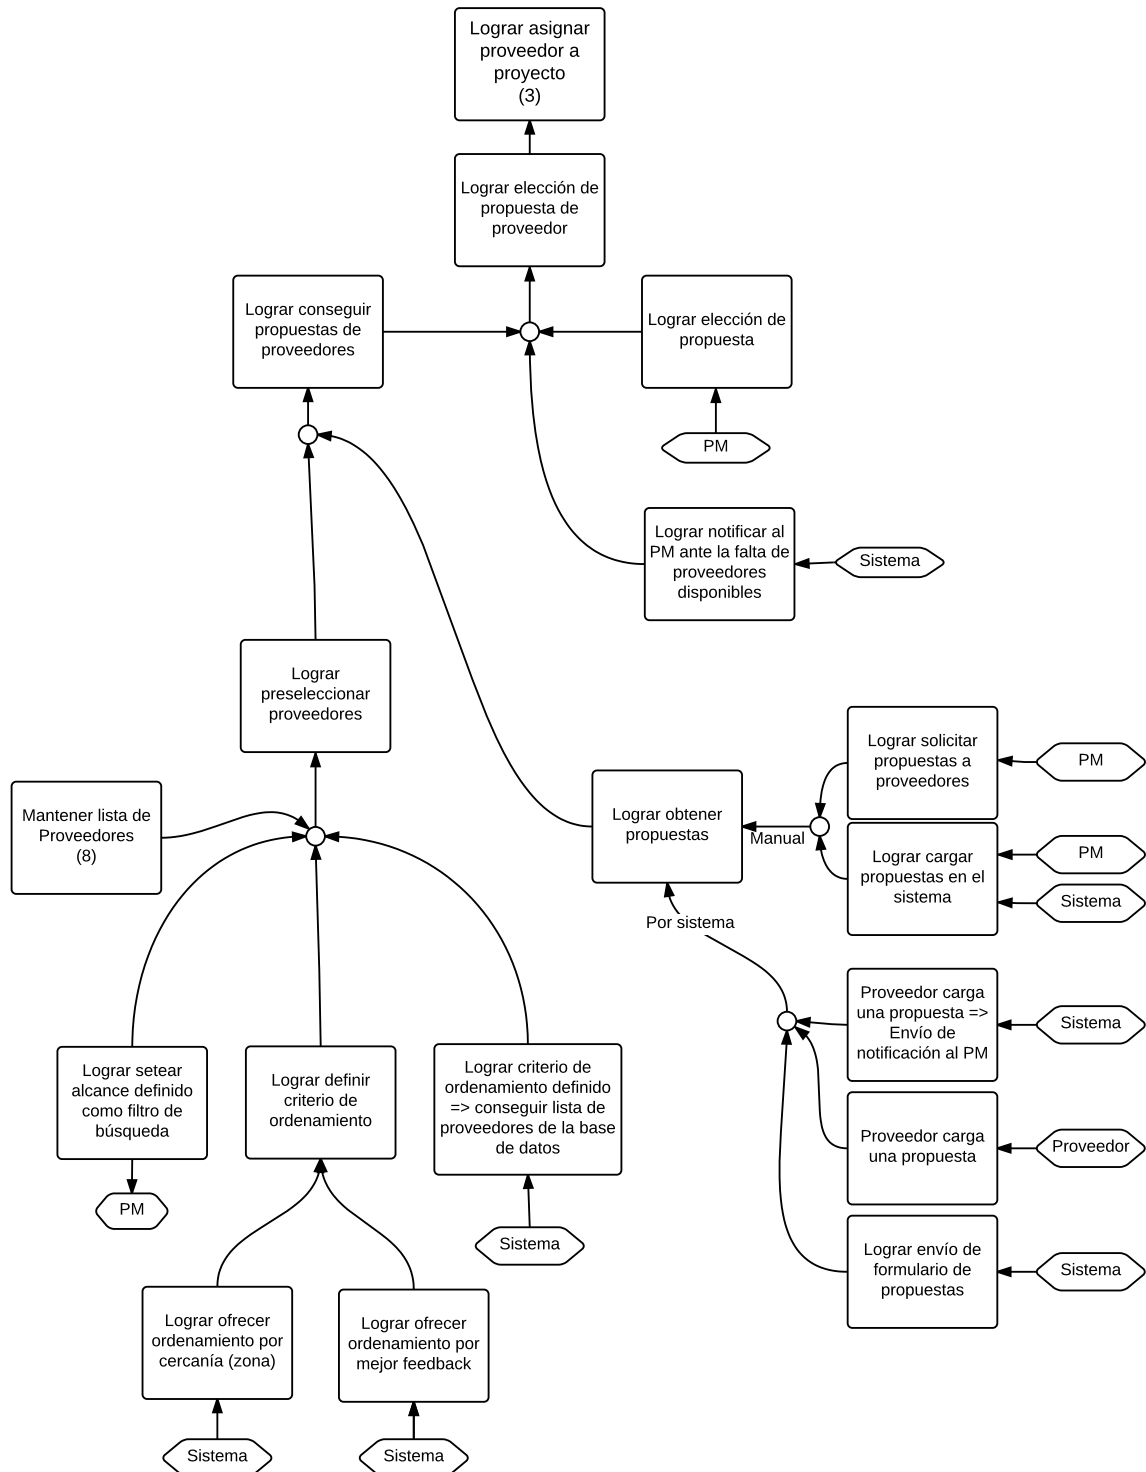 Lograr asignar
proveedor a
proyecto
(3)
Lograr elección de
propuesta de
proveedor
Lograr conseguir
propuestas de
proveedores
Lograr elección de
propuesta
PM
Lograr notificar al
PM ante la falta de
proveedores
disponibles
Sistema
Lograr
preseleccionar
proveedores
Mantener lista de
Proveedores
(8)
Lograr obtener
propuestas
Manual
Por sistema
Lograr solicitar
propuestas a
proveedores
PM
Lograr cargar
propuestas en el
sistema
PM
Sistema
Proveedor carga
una propuesta =>
Envío de
notificación al PM
Sistema
Proveedor carga
una propuesta
Proveedor
Lograr envío de
formulario de
propuestas
Sistema
Lograr setear
alcance definido
como filtro de
búsqueda
PM
Lograr definir
criterio de
ordenamiento
Lograr criterio de
ordenamiento definido
=> conseguir lista de
proveedores de la base
de datos
Sistema
Lograr ofrecer
ordenamiento por
cercanía (zona)
Sistema
Lograr ofrecer
ordenamiento por
mejor feedback
Sistema